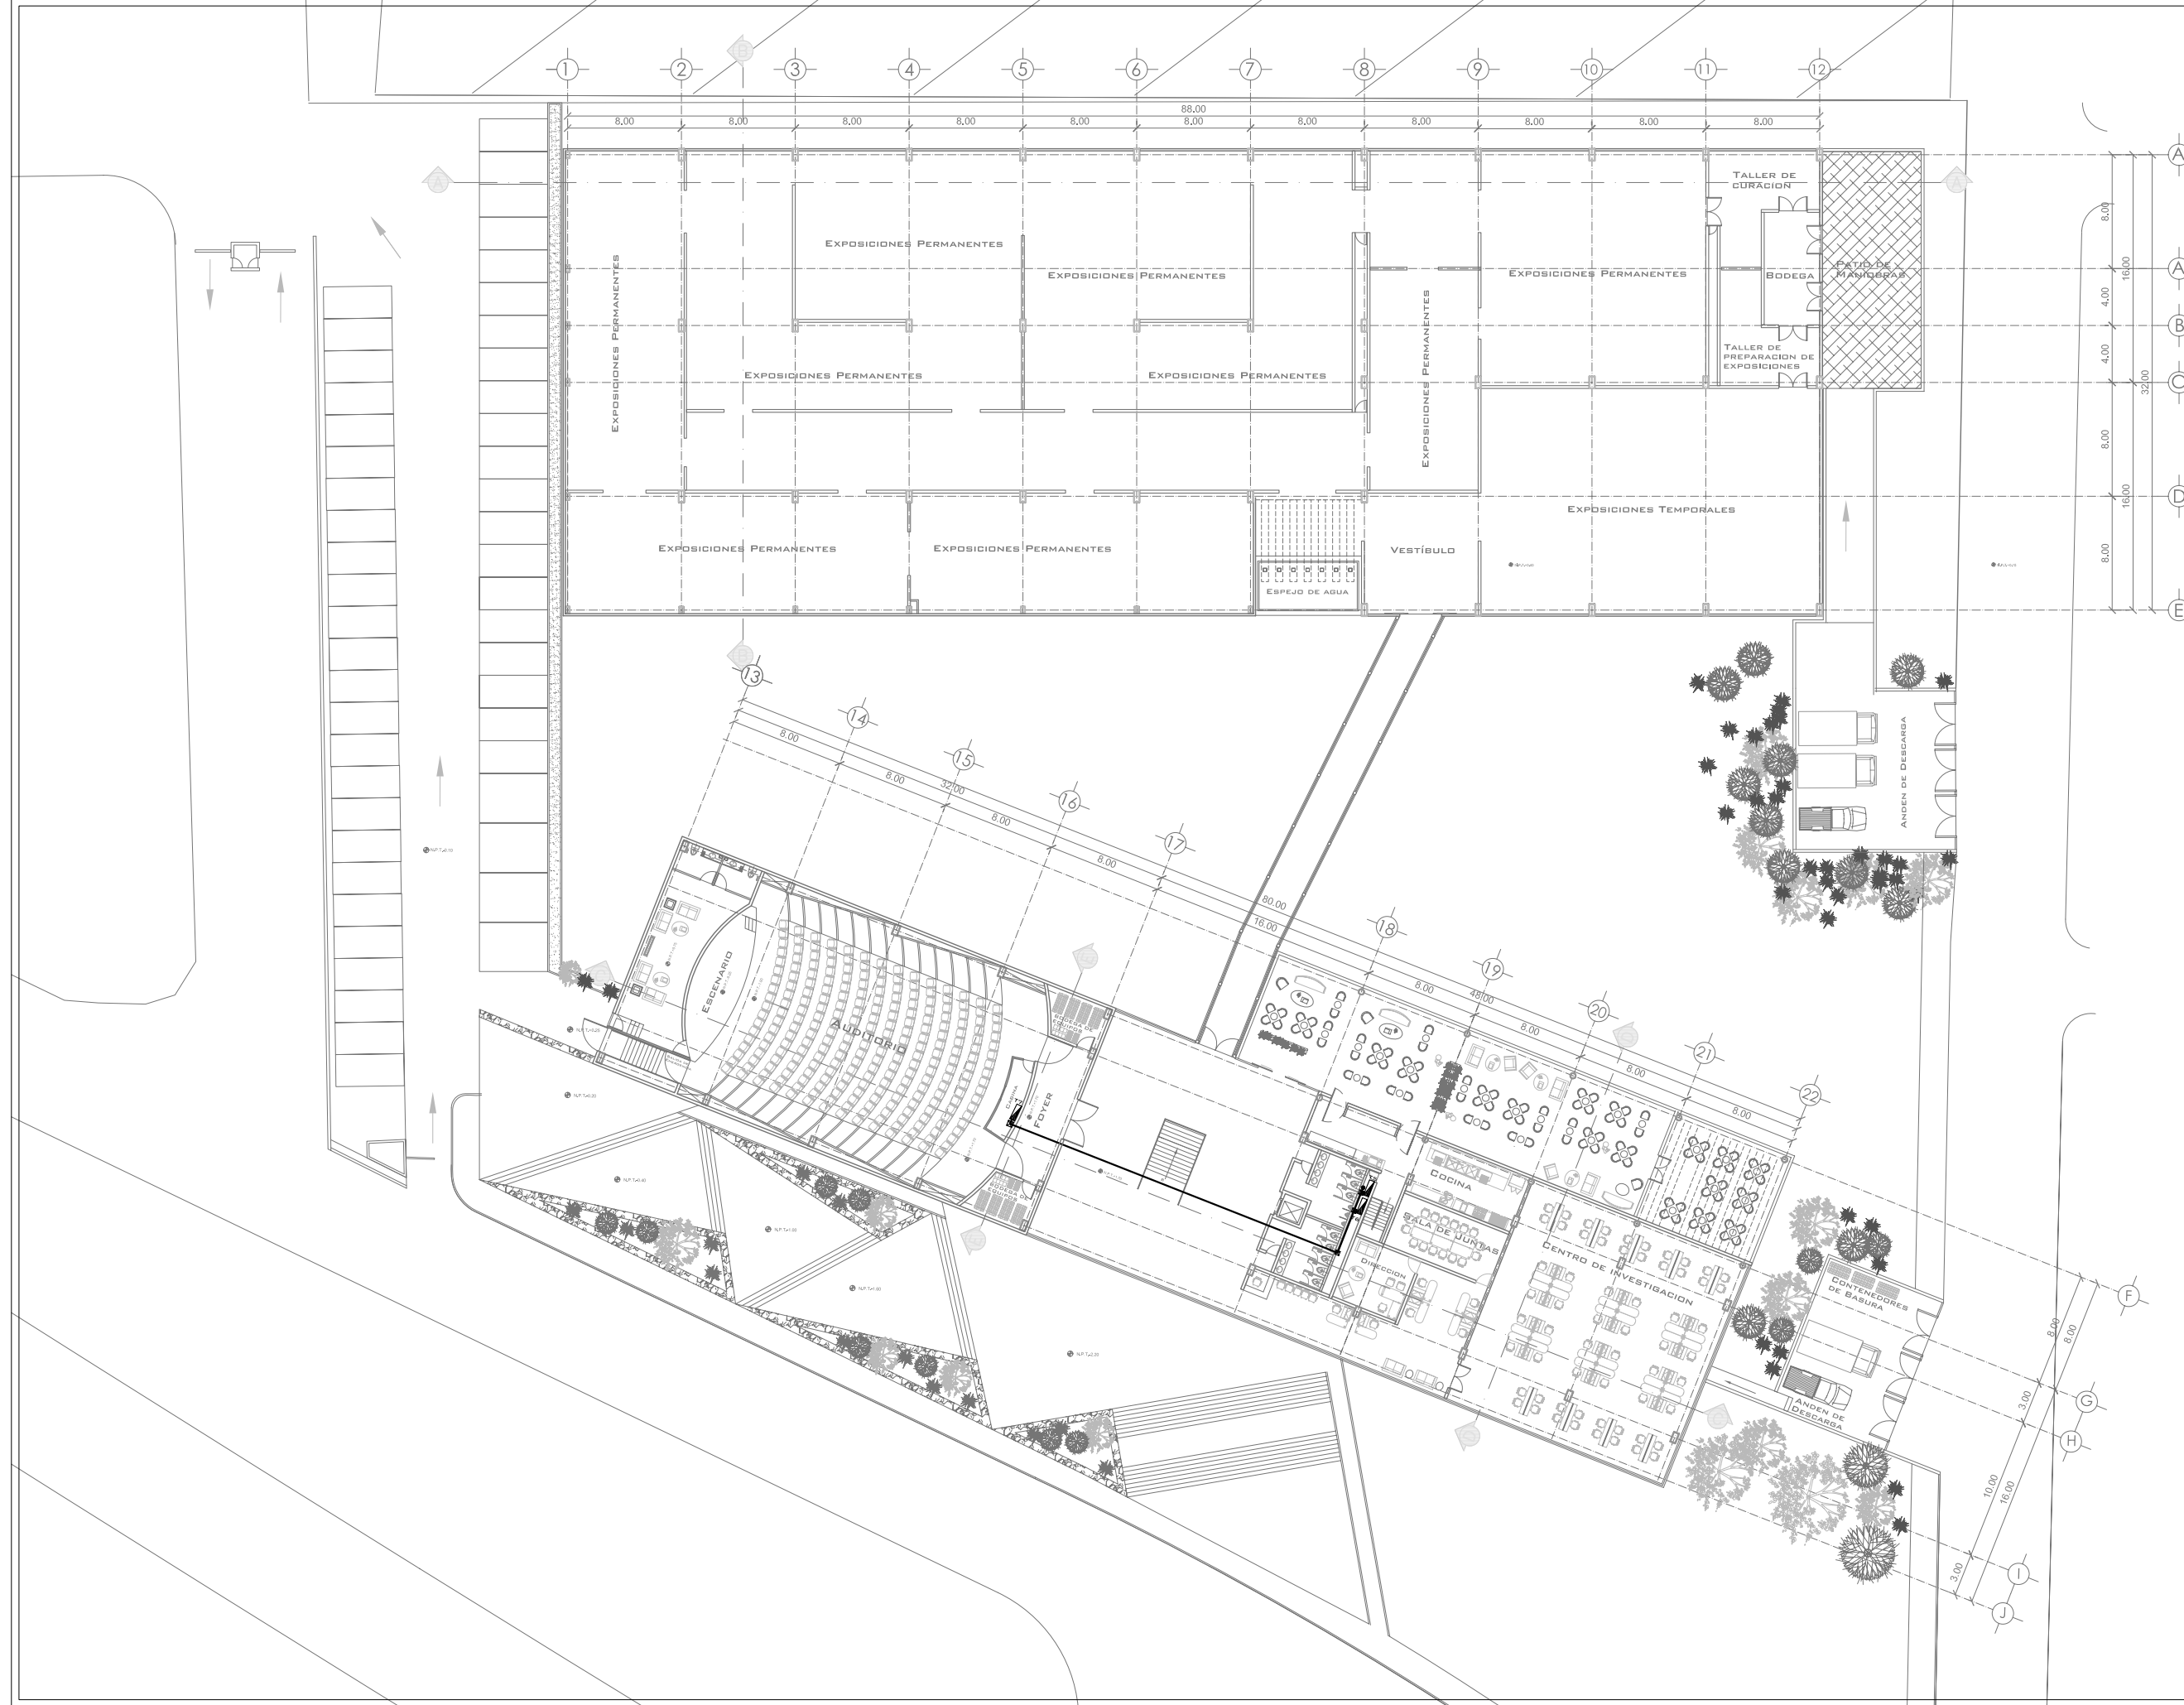 1 2 3 4 5 6 7 8 9 10 11 12
88.00
8.00 8.00 8.00 8.00 8.00 8.00 8.00 8.00 8.00 8.00 8.00
B
A
A
A
A
B
C
D
E
8.00
16.00
4.00
4.00
32.00
8.00
16.00
8.00
TALLER DE
CURACIÓN
EXPOSICIONES PERMANENTES
EXPOSICIONES PERMANENTES
EXPOSICIONES PERMANENTES
EXPOSICIONES PERMANENTES
EXPOSICIONES PERMANENTES
BODEGA
PATIO DE
MANIOBRAS
TALLER DE
PREPARACION DE
EXPOSICIONES
EXPOSICIONES PERMANENTES
EXPOSICIONES PERMANENTES
EXPOSICIONES TEMPORALES
EXPOSICIONES PERMANENTES
EXPOSICIONES PERMANENTES
VESTÍBULO
ESPEJO DE AGUA
B
13
14
15
16
17
18
19
20
21
22
8.00
8.00
32.00
8.00
8.00
80.00
16.00
8.00
48.00
8.00
8.00
8.00
ANDEN DE DESCARGA
ESCENARIO
AUDITORIO
BODEGA DE
EQUIPOS
CABINA
FOYER
BODEGA DE
EQUIPOS
COCINA
SALA DE JUNTAS
DIRECCION
CENTRO DE INVESTIGACION
CONTENEDORES
DE BASURA
ANDEN DE
DESCARGA
F
G
H
I
J
8.00
8.00
3.00
10.00
16.00
3.00